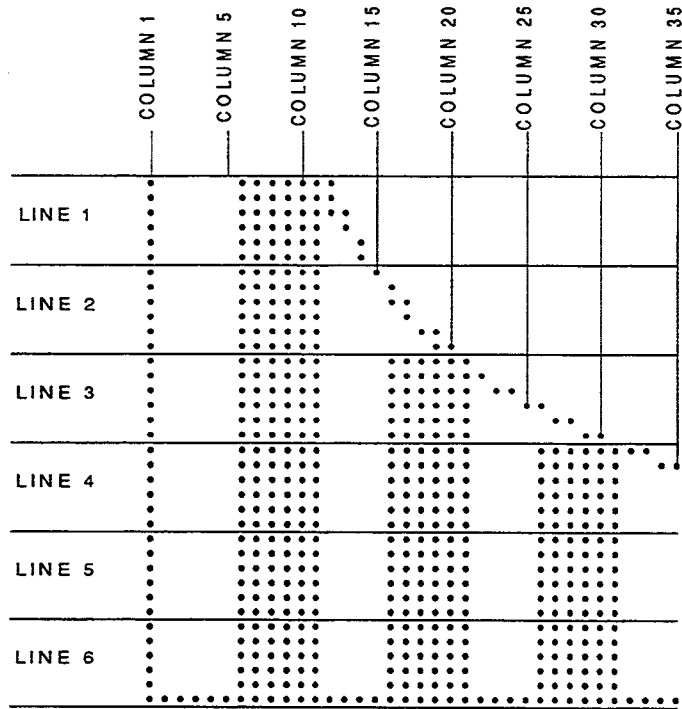 COLUMN 1
COLUMN 5
COLUMN 10
COLUMN 15
COLUMN 20
COLUMN 25
COLUMN 30
COLUMN 35
LINE 1
LINE 2
LINE 3
LINE 4
LINE 5
LINE 6